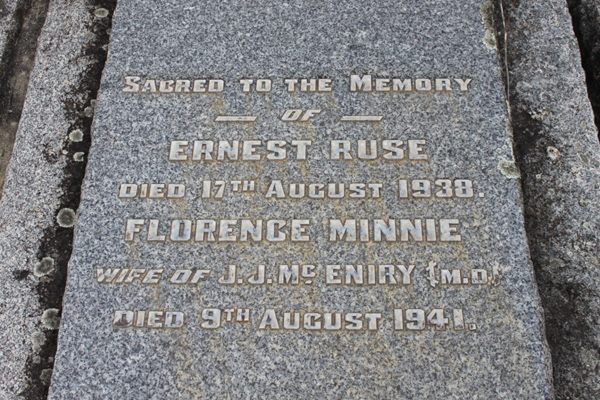 SACRED TO THE MEMORY
— OF —
ERNEST RUSE
DIED 17TH AUGUST 1938.
FLORENCE MINNIE
WIFE OF J.J. MC ENIRY (M.D.)
DIED 9TH AUGUST 1941.